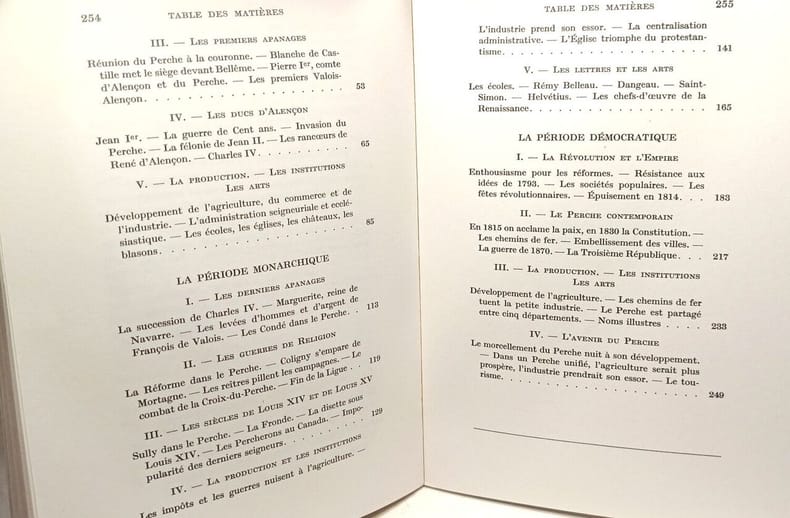 254
TABLE DES MATIÈRES
III. — Les premiers apanages
Réunion du Perche à la couronne. — Blanche de Cas-
tille met le siège devant Bellême. — Pierre Ier, comte
d'Alençon et du Perche. — Les premiers Valois-
Alençon. . . . . . . . . . . . . . . . . . . 53
IV. — Les ducs d'Alençon
Jean Ier. — La guerre de Cent ans. — Invasion du
Perche. — La félonie de Jean II. — Les rancœurs de
René d'Alençon. — Charles IV. . . . . . . . . . 65
V. — La production. — Les institutions
Les arts
Développement de l'agriculture, du commerce et de
l'industrie. — L'administration seigneuriale et ecclé-
siastique. — Les écoles, les églises, les châteaux, les
blasons. . . . . . . . . . . . . . . . . . . 85
LA PÉRIODE MONARCHIQUE
I. — Les derniers apanages
La succession de Charles IV. — Marguerite, reine de
Navarre. — Les levées d'hommes et d'argent de
François de Valois. — Les Condé dans le Perche. . 113
II. — Les guerres de Religion
La Réforme dans le Perche. — Coligny s'empare de
Mortagne. — Les reîtres pillent les campagnes. — Le
combat de la Croix-du-Perche. — Fin de la Ligue . . 119
III. — Les siècles de Louis XIV et de Louis XV
Sully dans le Perche. — La Fronde. — La disette sous
Louis XIV. — Les Percherons au Canada. — Impo-
pularité des derniers seigneurs. . . . . . . . . . 129
IV. — La production et les institutions
Les impôts et les guerres nuisent à l'agriculture. —
TABLE DES MATIÈRES
255
L'industrie prend son essor. — La centralisation
administrative. — L'Église triomphe du protestan-
tisme. . . . . . . . . . . . . . . . . . . 141
V. — Les lettres et les arts
Les écoles. — Rémy Belleau. — Dangeau. — Saint-
Simon. — Helvétius. — Les chefs-d'œuvre de la
Renaissance. . . . . . . . . . . . . . . . . 165
LA PÉRIODE DÉMOCRATIQUE
I. — La Révolution et l'Empire
Enthousiasme pour les réformes. — Résistance aux
idées de 1793. — Les sociétés populaires. — Les
fêtes révolutionnaires. — Épuisement en 1814. . . 183
II. — Le Perche contemporain
En 1815 on acclame la paix, en 1830 la Constitution. —
Les chemins de fer. — Embellisement des villes. —
La guerre de 1870. — La Troisième République. . . 217
III. — La production. — Les institutions
Les arts
Développement de l'agriculture. — Les chemins de fer
tuent la petite industrie. — Le Perche est partagé
entre cinq départements. — Noms illustres . . . . 233
IV. — L'avenir du Perche
Le morcellement du Perche nuit à son développement.
— Dans un Perche unifié, l'agriculture serait plus
prospère, l'industrie prendrait son essor. — Le tou-
risme. . . . . . . . . . . . . . . . . . . 249